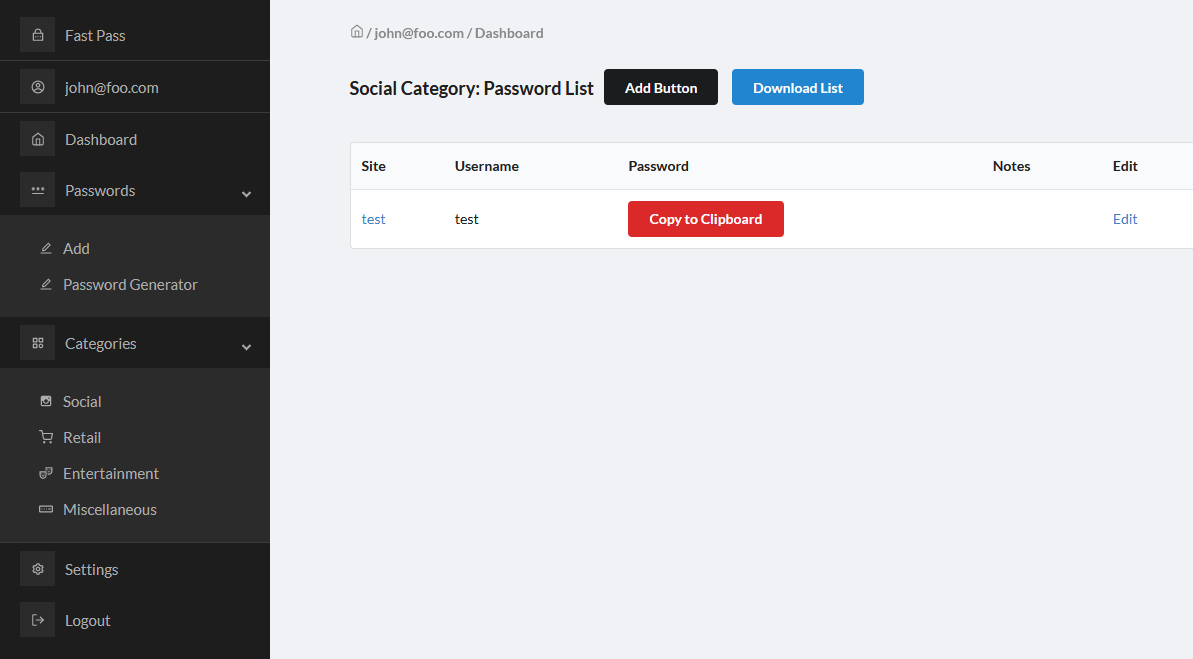 Fast Pass
john@foo.com
Dashboard
Passwords
Add
Password Generator
Categories
Social
Retail
Entertainment
Miscellaneous
Settings
Logout
/ john@foo.com / Dashboard
Social Category: Password List Add Button Download List
Site Username Password Notes Edit
test test Copy to Clipboard Edit